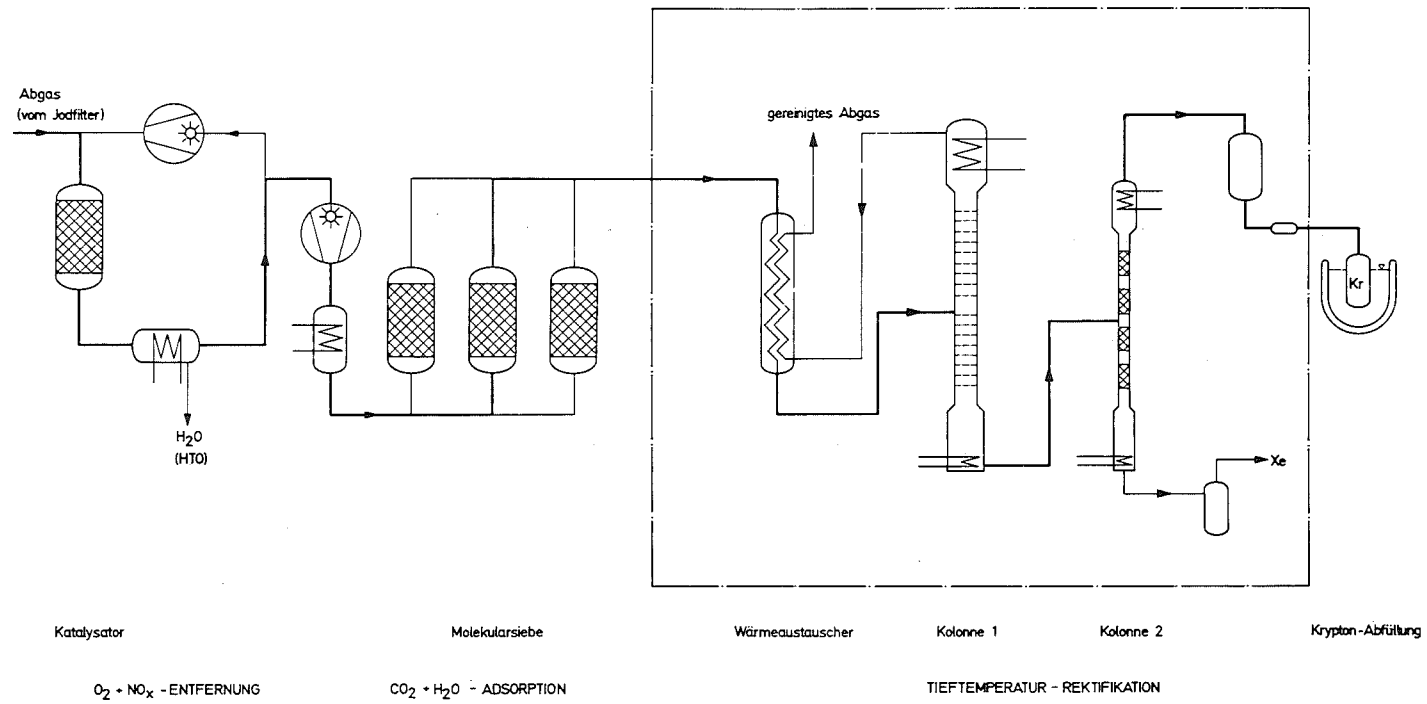 Abgas
(vom Jodfilter)
gereinigtes Abgas
Kr
H2O
(HTO)
Xe
Katalysator
Molekularsiebe
Wärmeaustauscher
Kolonne 1
Kolonne 2
Krypton-Abfüllung
O2 + NOx - ENTFERNUNG
CO2 + H2O - ADSORPTION
TIEFTEMPERATUR - REKTIFIKATION